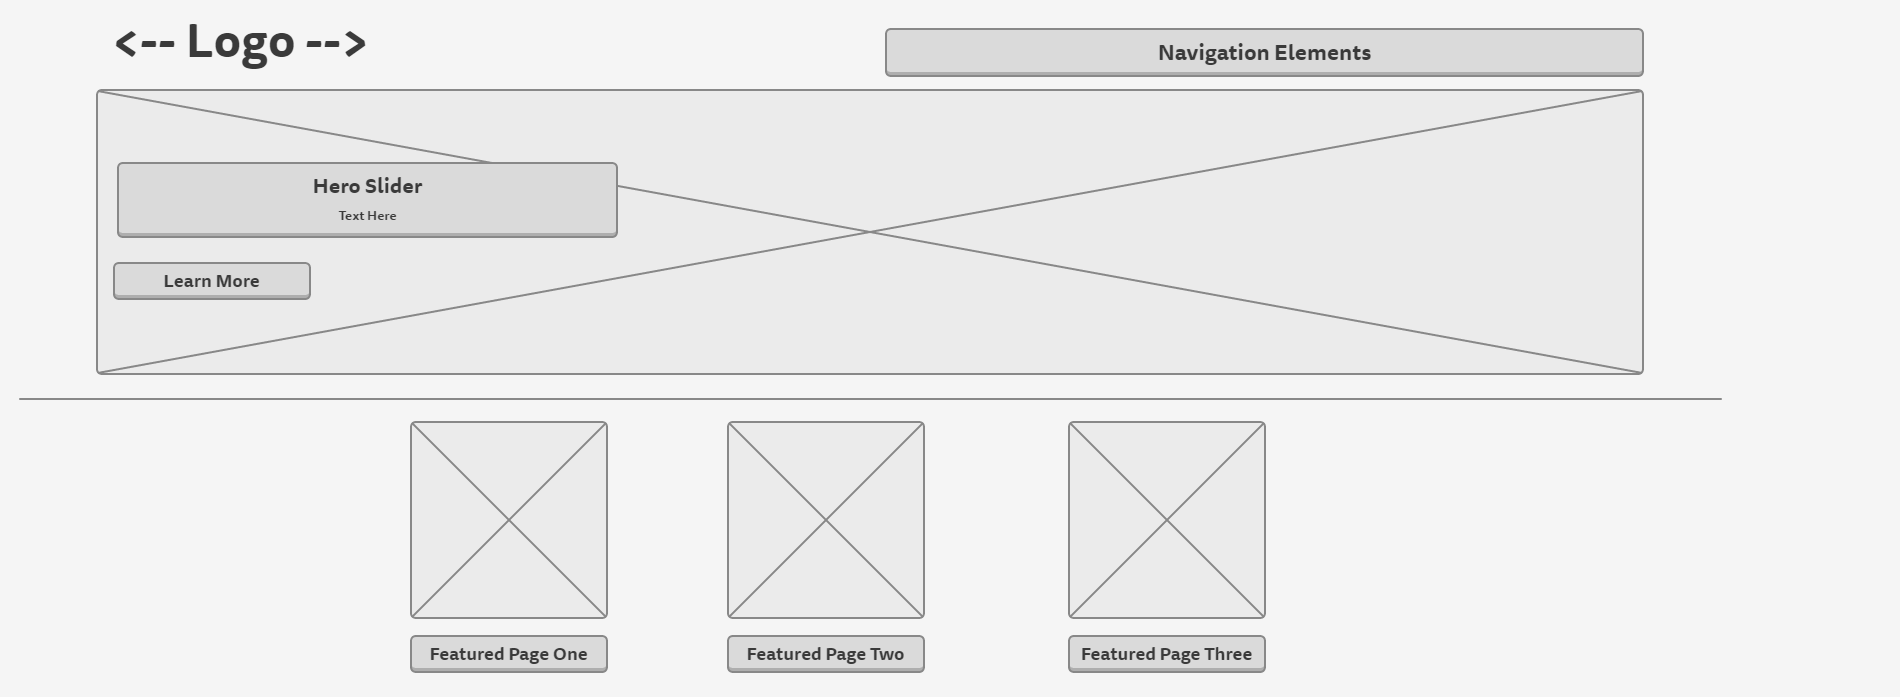 <-- Logo -->
Navigation Elements
Hero Slider
Text Here
Learn More
Featured Page One
Featured Page Two
Featured Page Three